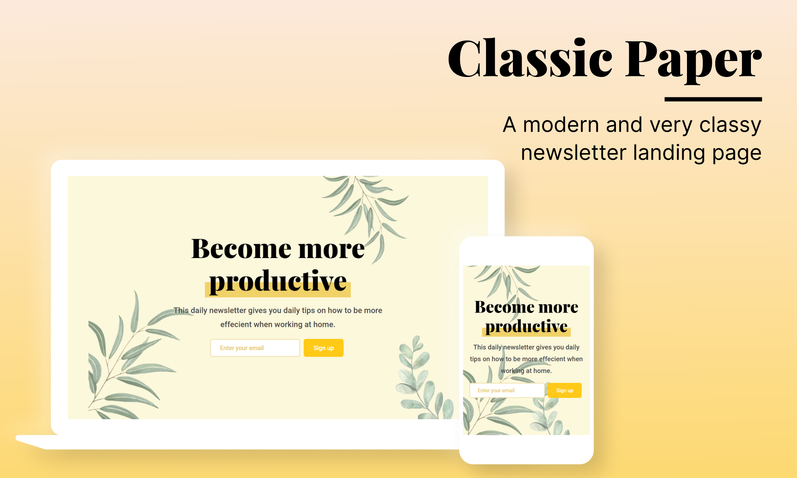 Classic Paper
A modern and very classy
newsletter landing page
Become more
productive
This daily newsletter gives you daily tips on how to be more
effecient when working at home.
Enter your email
Sign up
Become more
productive
This daily newsletter gives you daily
tips on how to be more effecient when
working at home.
Enter your email
Sign up